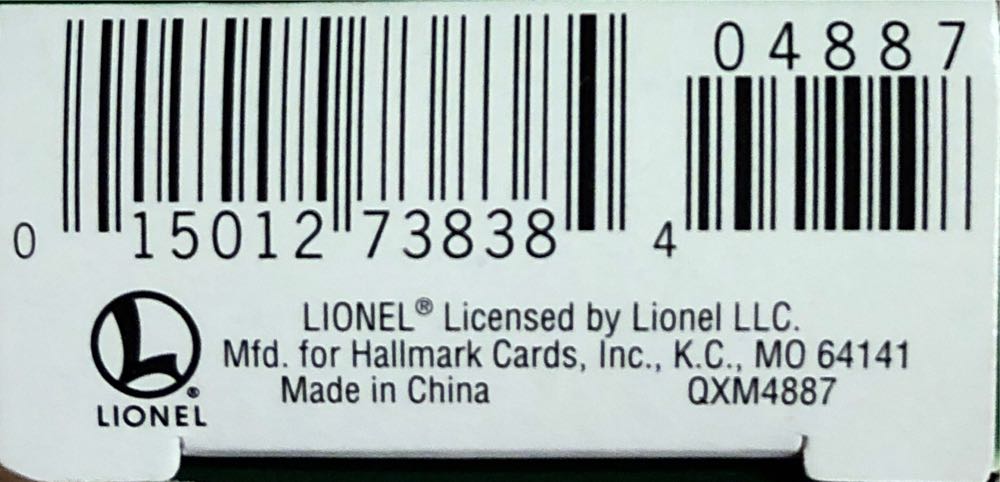 04887
0 15012 73838 4
LIONEL® Licensed by Lionel LLC.
Mfd. for Hallmark Cards, Inc., K.C., MO 64141
Made in China QXM4887
L
® LIONEL